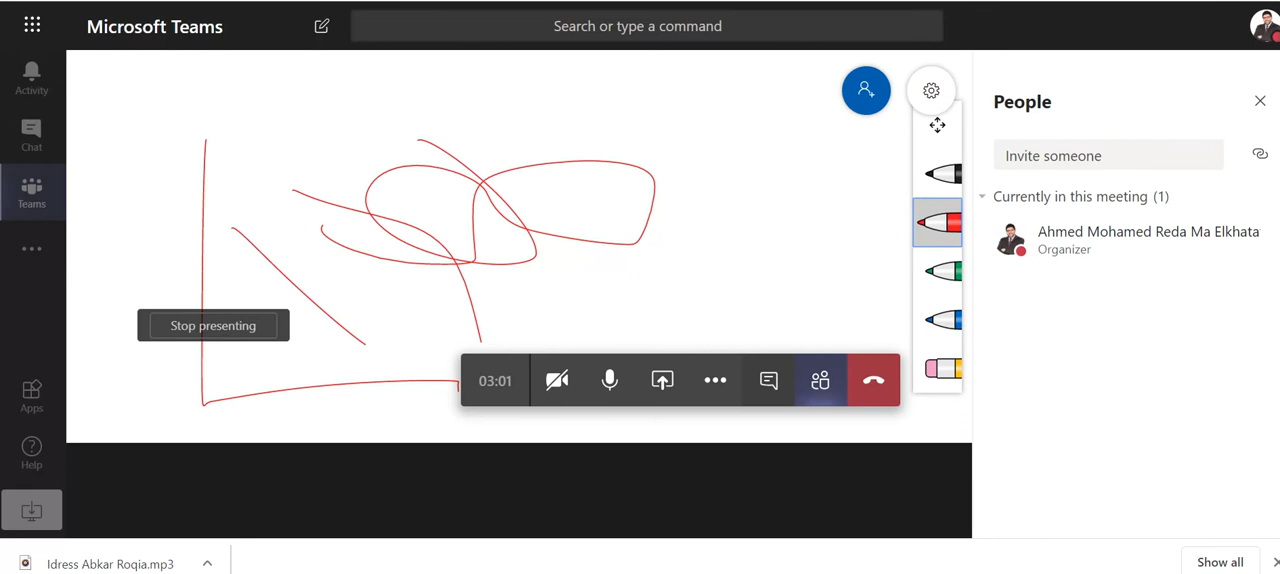 Microsoft Teams
Search or type a command
Activity
Chat
Teams
Apps
Help
Stop presenting
03:01
People
Invite someone
Currently in this meeting (1)
Ahmed Mohamed Reda Ma Elkhata
Organizer
Idress Abkar Roqia.mp3
Show all